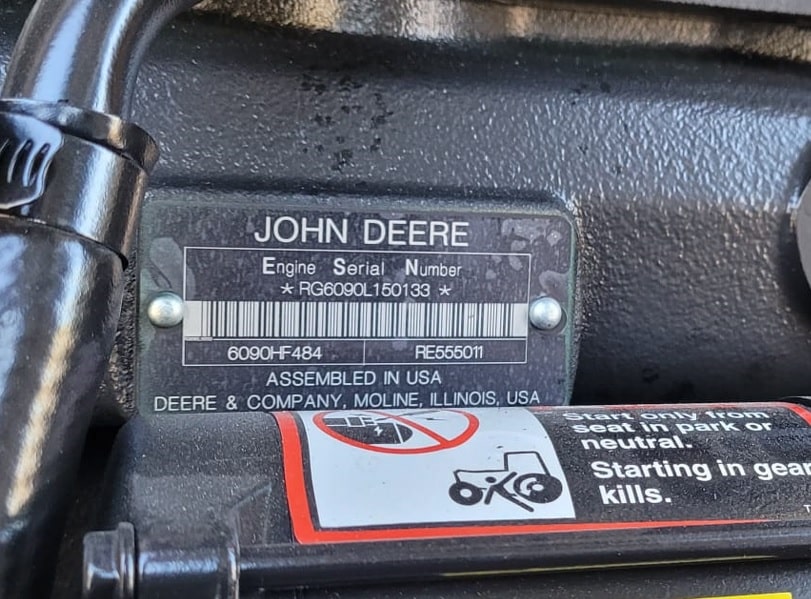 JOHN DEERE
Engine Serial Number
* RG6090L150133 *
6090HF484 RE555011
ASSEMBLED IN USA
DEERE & COMPANY, MOLINE, ILLINOIS, USA
Start only from
seat in park or
neutral.
Starting in gear
kills.